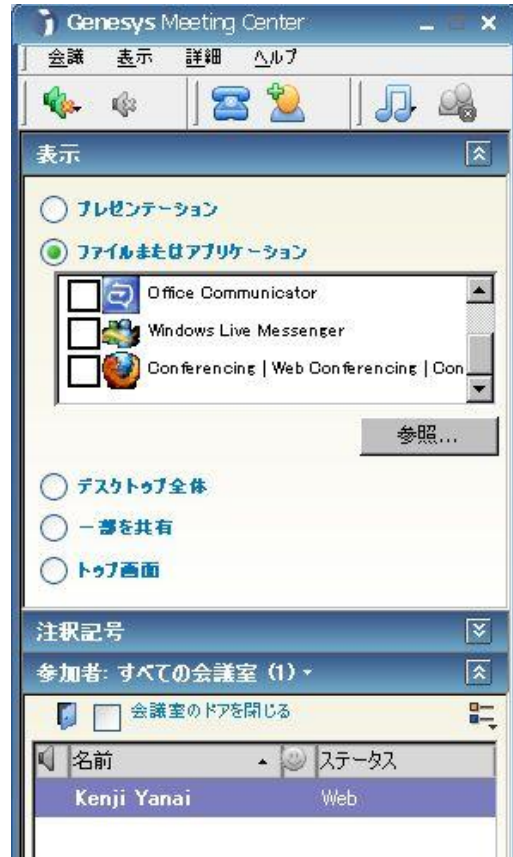 Genesys Meeting Center
会議 表示 詳細 ヘルプ
表示
プレゼンテーション
ファイルまたはアプリケーション
Office Communicator
Windows Live Messenger
Conferencing | Web Conferencing | Con
参照...
デスクトップ全体
一部を共有
トップ画面
注釈記号
参加者: すべての会議室 (1)
会議室のドアを閉じる
名前 ステータス
Kenji Yanai Web